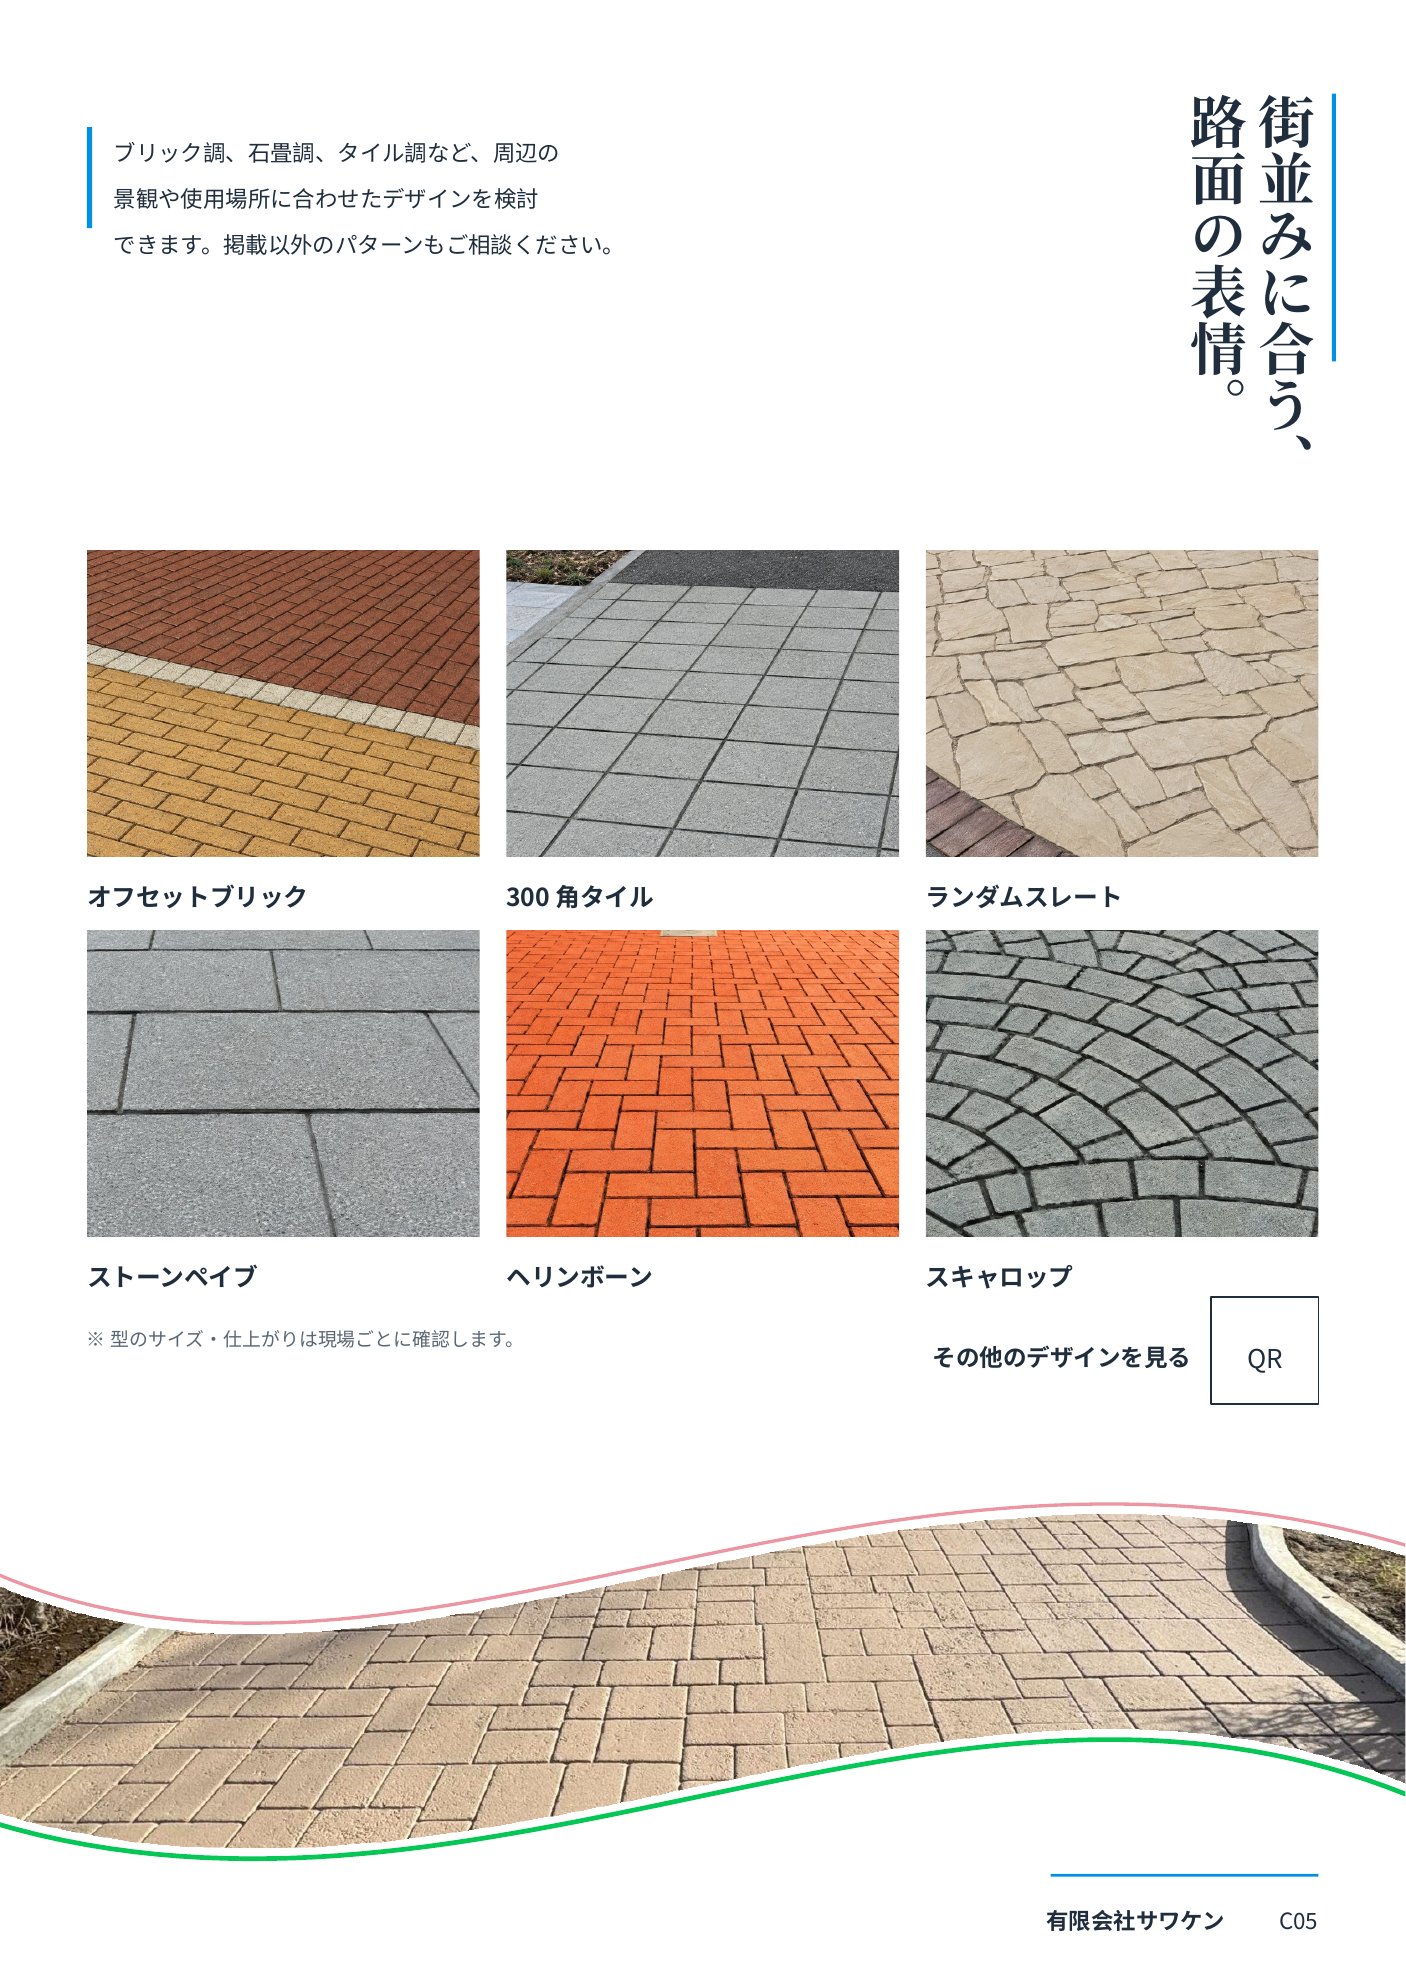 街並みに合う、
路面の表情。
ブリック調、石畳調、タイル調など、周辺の
景観や使用場所に合わせたデザインを検討
できます。掲載以外のパターンもご相談ください。
オフセットブリック
300 角タイル
ランダムスレート
ストーンペイブ
ヘリンボーン
スキャロップ
※ 型のサイズ・仕上がりは現場ごとに確認します。
その他のデザインを見る
QR
有限会社サワケン
C05